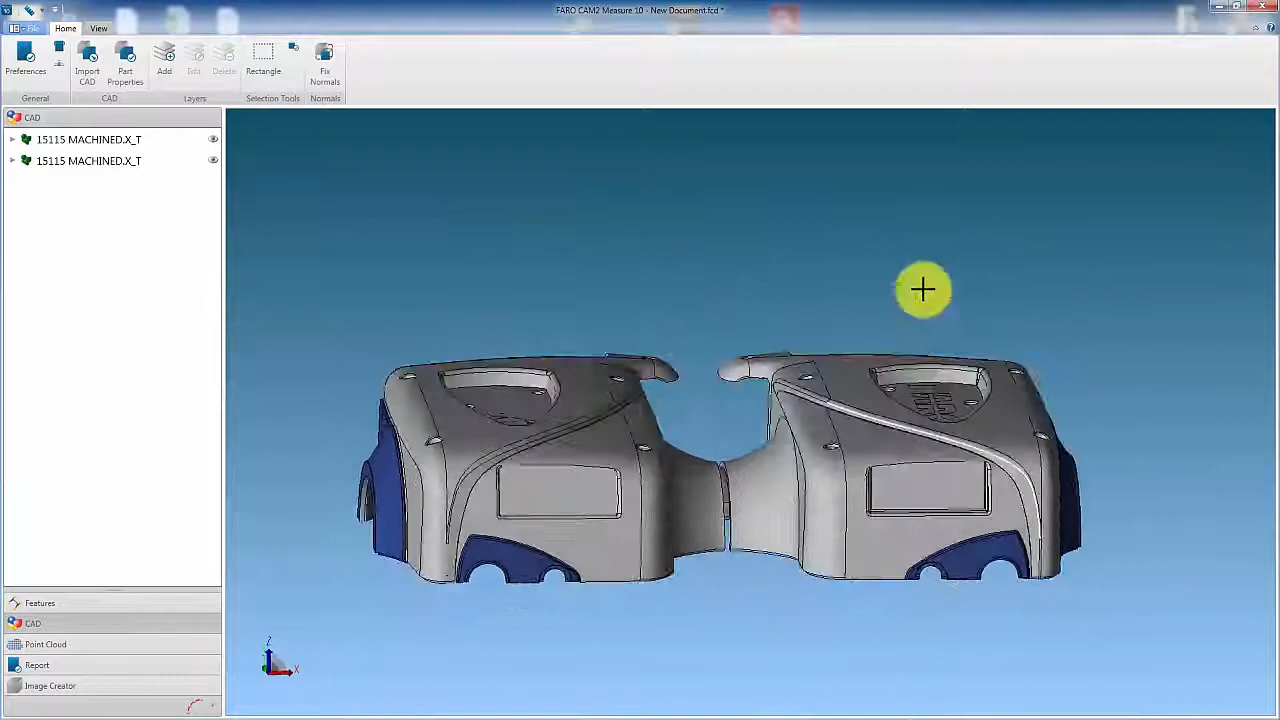 FARO CAM2 Measure 10 - New Document.fcd *
File
Home
View
Preferences
Import CAD
Part Properties
Add
Edit
Delete
Rectangle
Fix Normals
General
CAD
Layers
Selection Tools
Normals
CAD
15115 MACHINED.X_T
15115 MACHINED.X_T
Features
CAD
Point Cloud
Report
Image Creator
Z
X